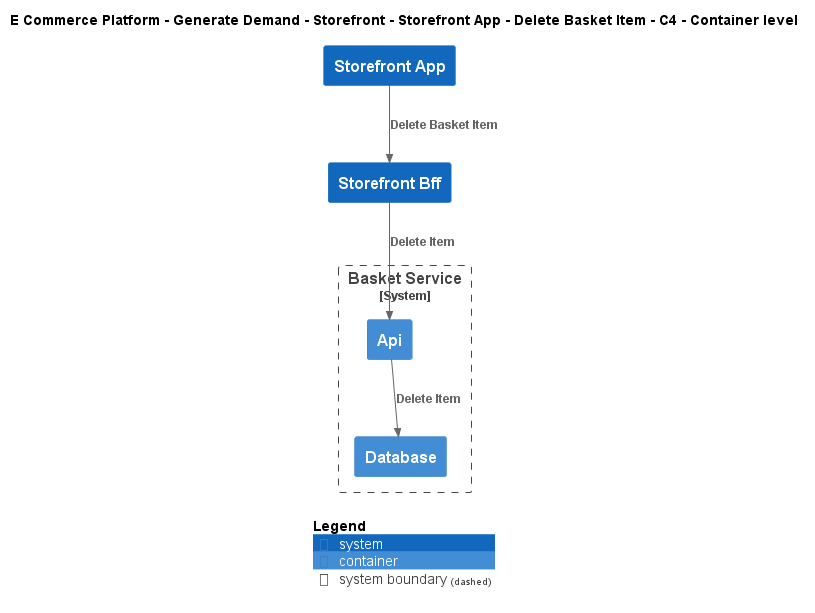 E Commerce Platform - Generate Demand - Storefront - Storefront App - Delete Basket Item - C4 - Container level
Storefront App
Delete Basket Item
Storefront Bff
Delete Item
Basket Service
[System]
Api
Delete Item
Database
Legend
system
container
system boundary (dashed)